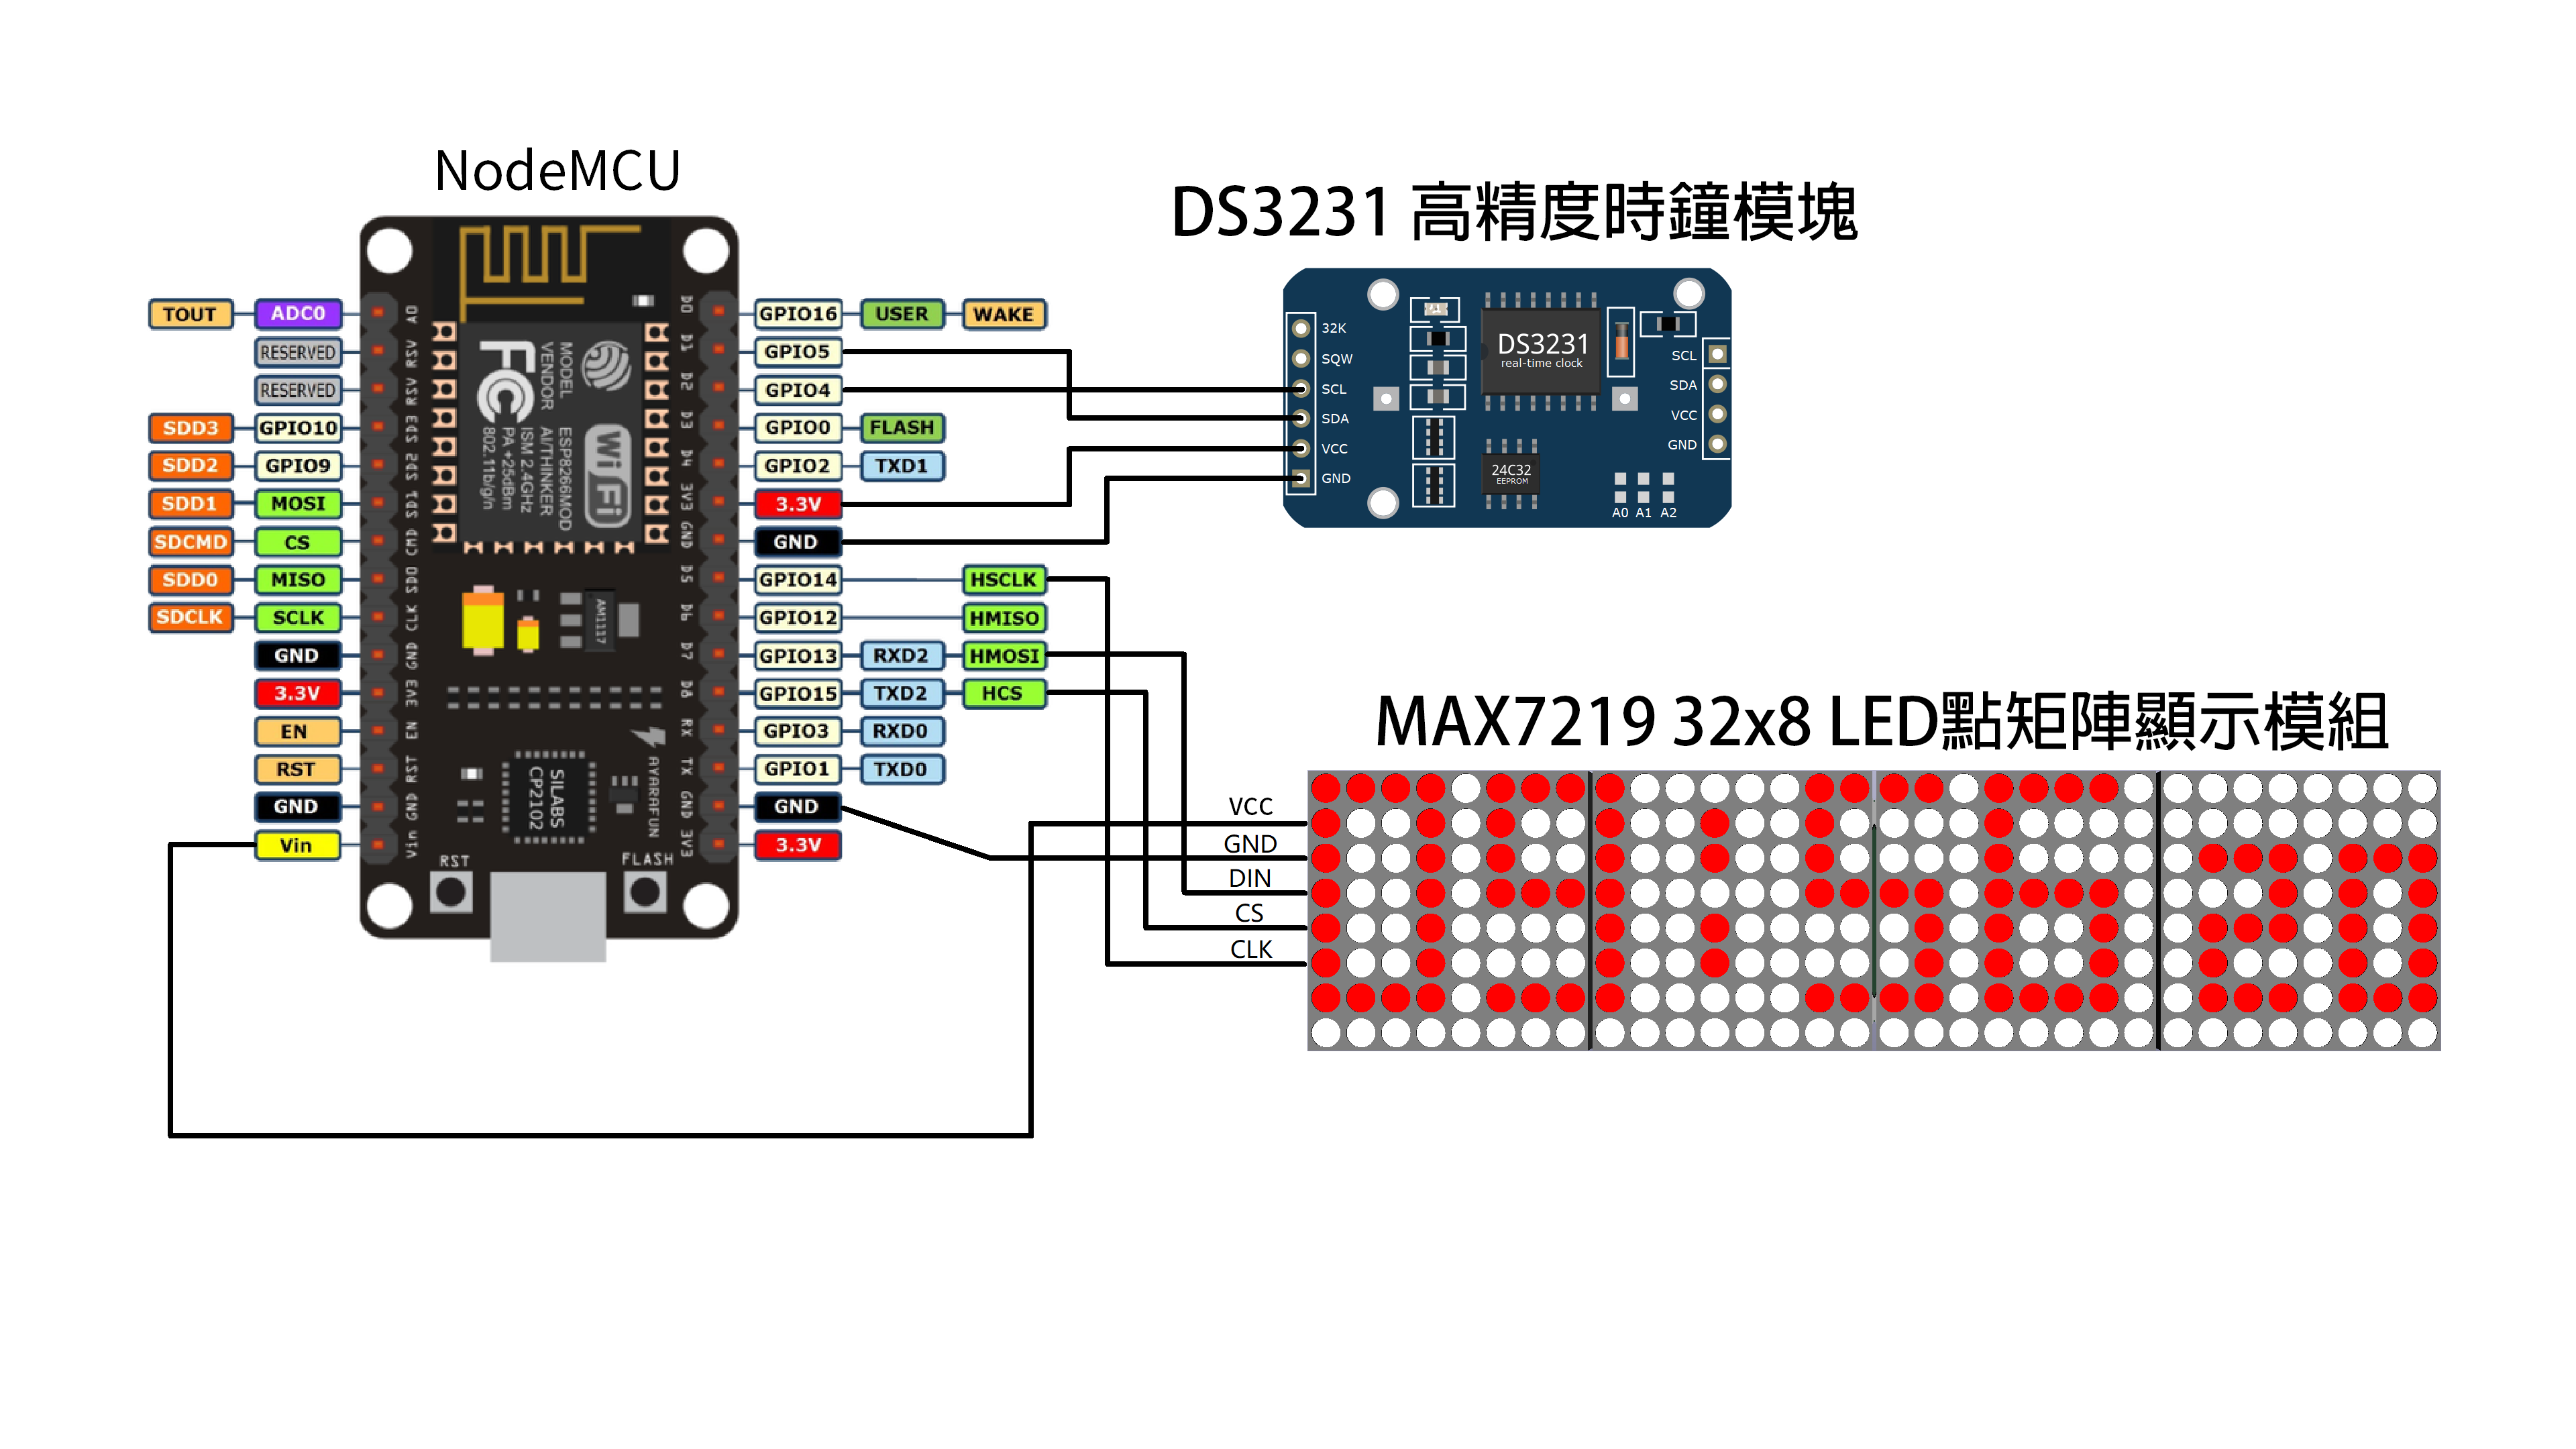 NodeMCU
DS3231 高精度時鐘模塊
TOUT ADC0
RESERVED
RESERVED
SDD3 GPIO10
SDD2 GPIO9
SDD1 MOSI
SDCMD CS
SDD0 MISO
SDCLK SCLK
GND
3.3V
EN
RST
GND
Vin
A0
RSV
RSV
SD3
SD2
SD1
CMD
SD0
CLK
GND
3V3
EN
RST
GND
Vin
MODEL
VENDOR
ESP8266MOD
AI/THINKER
ISM 2.4GHz
PA +25dBm
802.11b/g/n
FC
WiFi
AM1117
SILABS
CP2102
AYARAFUN
RST
FLASH
D0
D1
D2
D3
D4
3V3
GND
D5
D6
D7
D8
RX
TX
GND
3V3
GPIO16 USER WAKE
GPIO5
GPIO4
GPIO0 FLASH
GPIO2 TXD1
3.3V
GND
GPIO14 HSCLK
GPIO12 HMISO
GPIO13 RXD2 HMOSI
GPIO15 TXD2 HCS
GPIO3 RXD0
GPIO1 TXD0
GND
3.3V
32K
SQW
SCL
SDA
VCC
GND
DS3231
real-time clock
24C32
EEPROM
SCL
SDA
VCC
GND
A0 A1 A2
MAX7219 32x8 LED點矩陣顯示模組
VCC
GND
DIN
CS
CLK
05:56 20